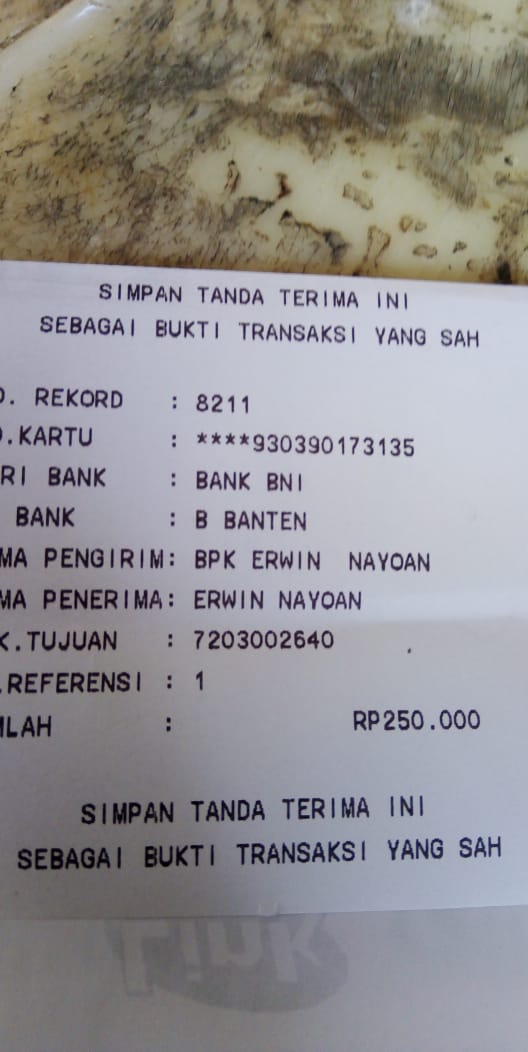 SIMPAN TANDA TERIMA INI
SEBAGAI BUKTI TRANSAKSI YANG SAH
O. REKORD : 8211
O.KARTU : ****930390173135
RI BANK : BANK BNI
BANK : B BANTEN
MA PENGIRIM: BPK ERWIN NAYOAN
MA PENERIMA: ERWIN NAYOAN
K.TUJUAN : 7203002640
.REFERENSI : 1
MLAH : RP250.000
SIMPAN TANDA TERIMA INI
SEBAGAI BUKTI TRANSAKSI YANG SAH
Link